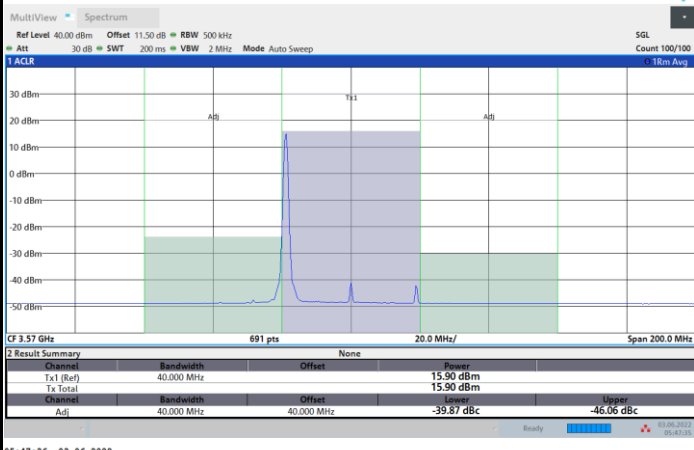 MultiView Spectrum
Ref Level 40.00 dBm Offset 11.50 dB RBW 500 kHz SGL
Att 30 dB SWT 200 ms VBW 2 MHz Mode Auto Sweep Count 100/100
1 ACLR 1Rm Avg
30 dBm
Tx1
20 dBm Adj Adj
10 dBm
0 dBm
-10 dBm
-20 dBm
-30 dBm
-40 dBm
-50 dBm
CF 3.57 GHz 691 pts 20.0 MHz/ Span 200.0 MHz
2 Result Summary None
Channel Bandwidth Offset Power
Tx1 (Ref) 40.000 MHz 15.90 dBm
Tx Total 15.90 dBm
Channel Bandwidth Offset Lower Upper
Adj 40.000 MHz 40.000 MHz -39.87 dBc -46.06 dBc
Ready 03.06.2022
05:47:35